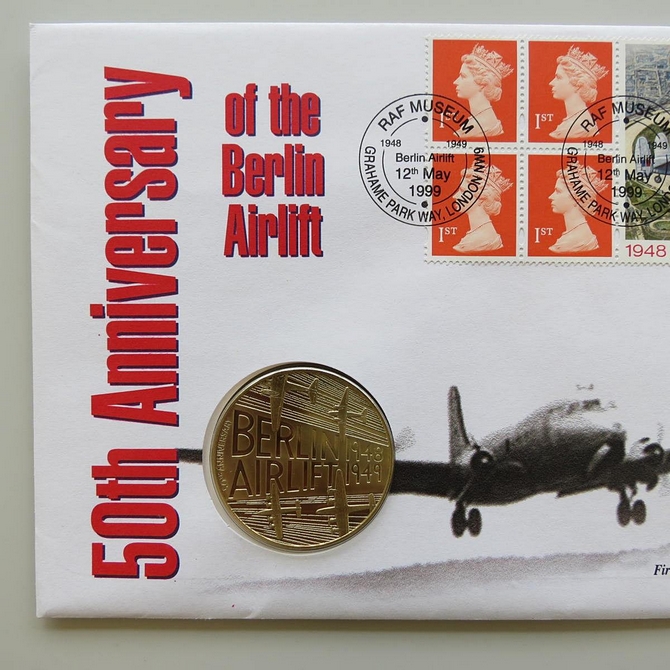 50th Anniversary
of the
Berlin
Airlift
1ST
1ST
1ST
1ST
1948
RAF MUSEUM
1948 1949
Berlin Airlift
12th May
1999
GRAHAME PARK WAY, LONDON NW9
RAF MUSEUM
1948 1949
Berlin Airlift
12th May
1999
GRAHAME PARK WAY, LONDON
50TH ANNIVERSARY
BERLIN
AIRLIFT
1948
1949